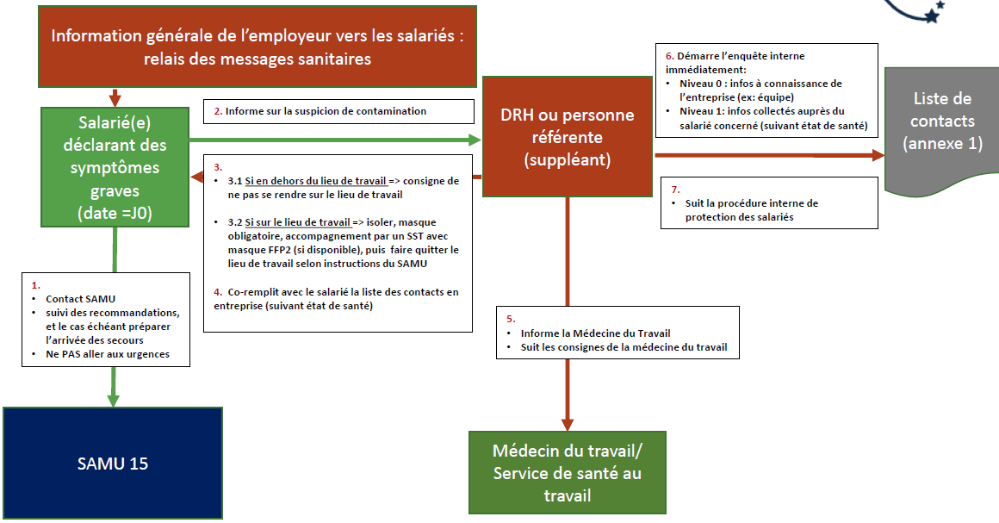 Information générale de l'employeur vers les salariés :
relais des messages sanitaires
Salarié(e)
déclarant des
symptômes
graves
(date =J0)
2. Informe sur la suspicion de contamination
DRH ou personne
référente
(suppléant)
6. Démarre l'enquête interne
immédiatement:
• Niveau 0 : infos à connaissance de
l'entreprise (ex: équipe)
• Niveau 1: infos collectés auprès du
salarié concerné (suivant état de santé)
Liste de
contacts
(annexe 1)
3.
• 3.1 Si en dehors du lieu de travail => consigne de
ne pas se rendre sur le lieu de travail
• 3.2 Si sur le lieu de travail => isoler, masque
obligatoire, accompagnement par un SST avec
masque FFP2 (si disponible), puis faire quitter le
lieu de travail selon instructions du SAMU
4. Co-remplit avec le salarié la liste des contacts en
entreprise (suivant état de santé)
7.
• Suit la procédure interne de
protection des salariés
1.
• Contact SAMU
• suivi des recommandations,
et le cas échéant préparer
l'arrivée des secours
• Ne PAS aller aux urgences
5.
• Informe la Médecine du Travail
• Suit les consignes de la médecine du travail
SAMU 15
Médecin du travail/
Service de santé au
travail